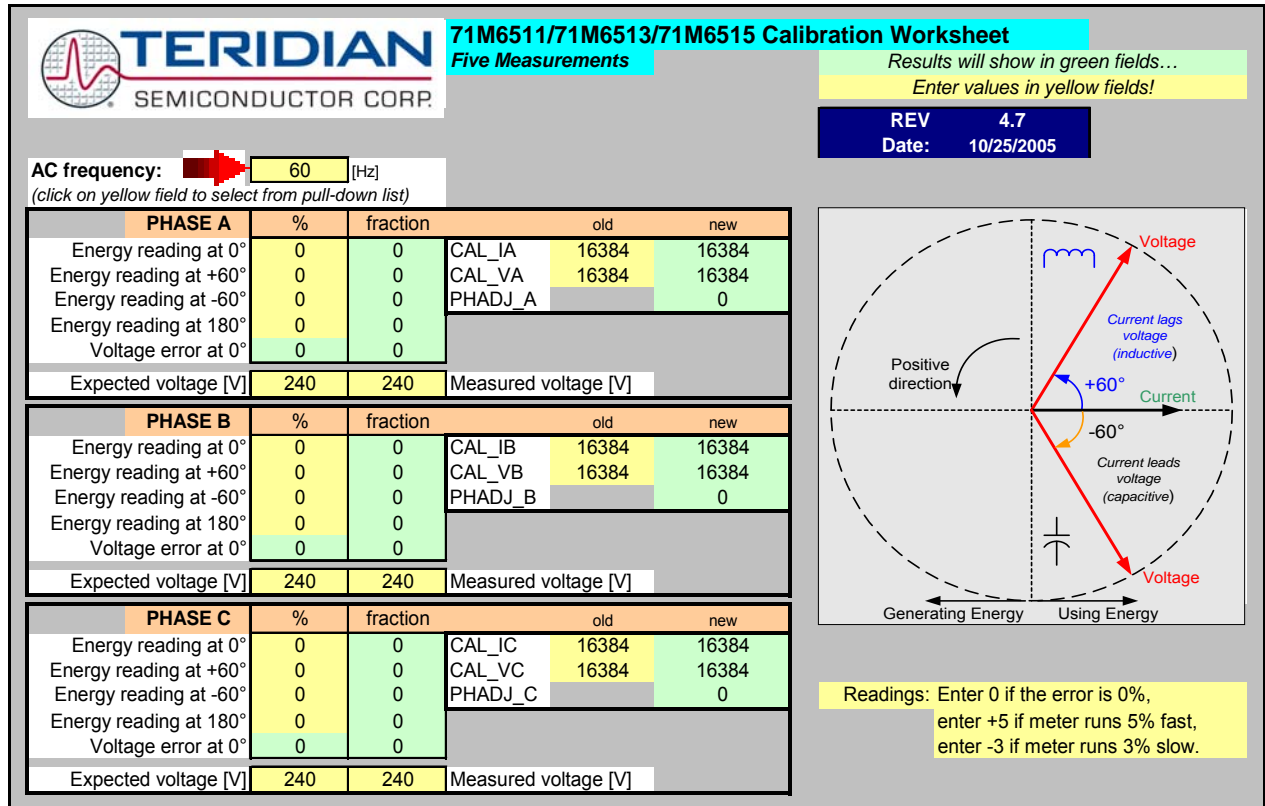 TERIDIAN
SEMICONDUCTOR CORP.
71M6511/71M6513/71M6515 Calibration Worksheet
Five Measurements
Results will show in green fields…
Enter values in yellow fields!
REV 4.7
Date: 10/25/2005
AC frequency: 60 [Hz]
(click on yellow field to select from pull-down list)
PHASE A % fraction old new
Energy reading at 0° 0 0 CAL_IA 16384 16384
Energy reading at +60° 0 0 CAL_VA 16384 16384
Energy reading at -60° 0 0 PHADJ_A 0
Energy reading at 180° 0 0
Voltage error at 0° 0 0
Expected voltage [V] 240 240 Measured voltage [V]
PHASE B % fraction old new
Energy reading at 0° 0 0 CAL_IB 16384 16384
Energy reading at +60° 0 0 CAL_VB 16384 16384
Energy reading at -60° 0 0 PHADJ_B 0
Energy reading at 180° 0 0
Voltage error at 0° 0 0
Expected voltage [V] 240 240 Measured voltage [V]
PHASE C % fraction old new
Energy reading at 0° 0 0 CAL_IC 16384 16384
Energy reading at +60° 0 0 CAL_VC 16384 16384
Energy reading at -60° 0 0 PHADJ_C 0
Energy reading at 180° 0 0
Voltage error at 0° 0 0
Expected voltage [V] 240 240 Measured voltage [V]
Voltage
Current lags
voltage
(inductive)
Positive
direction
+60°
Current
-60°
Current leads
voltage
(capacitive)
Voltage
Generating Energy Using Energy
Readings: Enter 0 if the error is 0%,
enter +5 if meter runs 5% fast,
enter -3 if meter runs 3% slow.